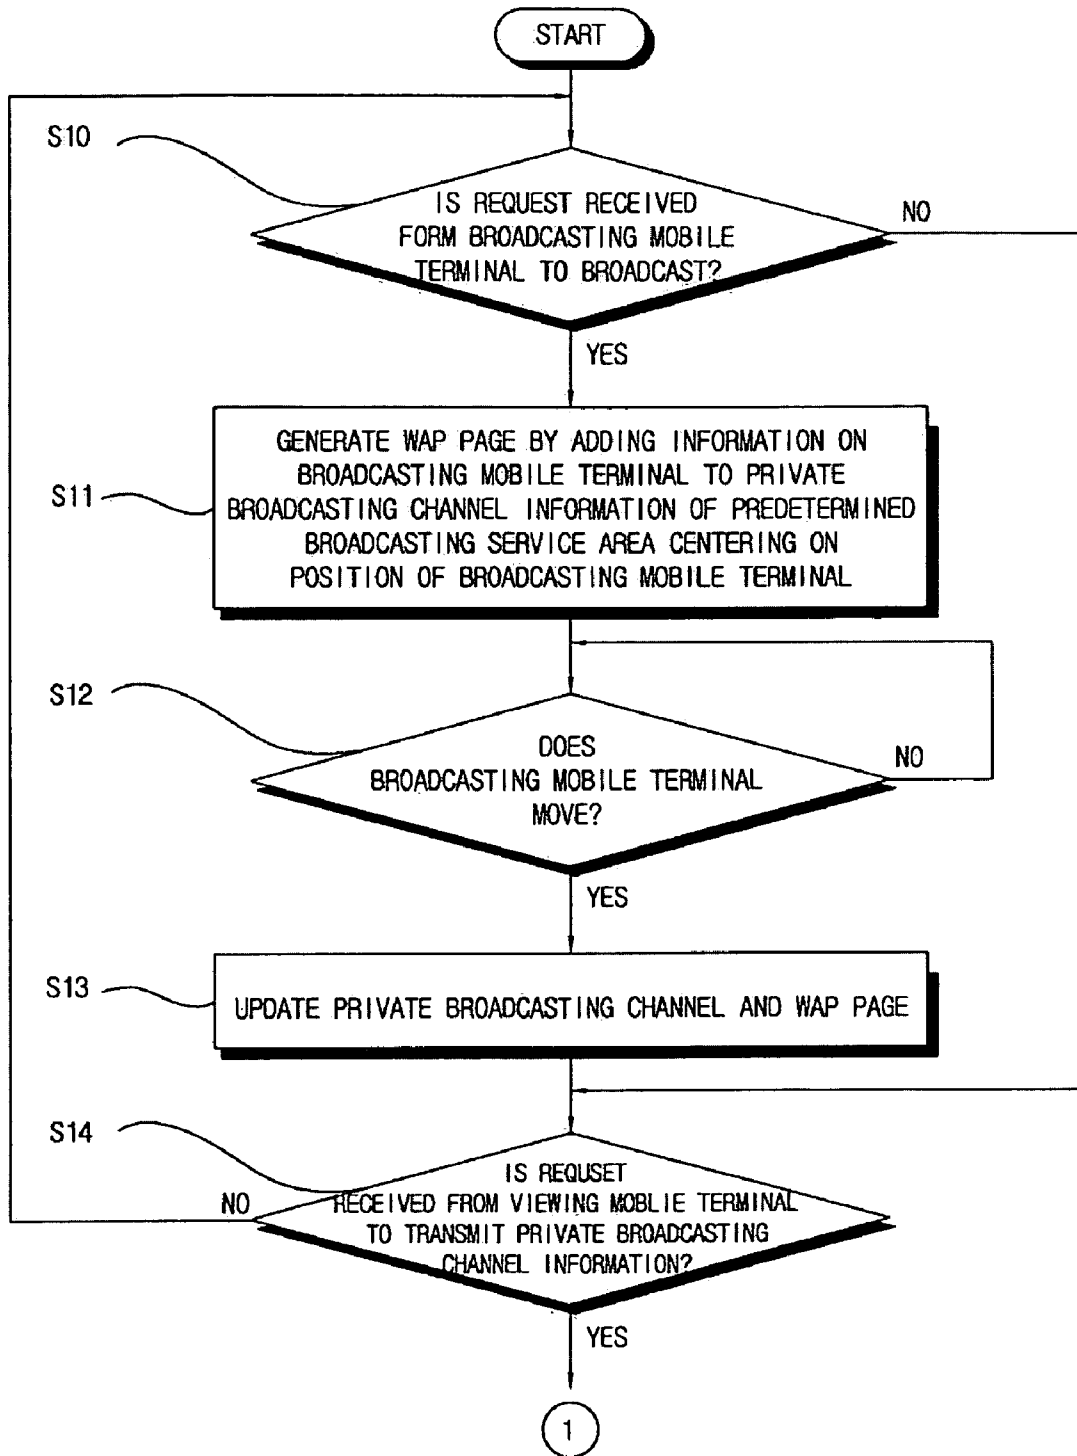 START
S10
IS REQUEST RECEIVED
FORM BROADCASTING MOBILE
TERMINAL TO BROADCAST?
NO
YES
S11
GENERATE WAP PAGE BY ADDING INFORMATION ON
BROADCASTING MOBILE TERMINAL TO PRIVATE
BROADCASTING CHANNEL INFORMATION OF PREDETERMINED
BROADCASTING SERVICE AREA CENTERING ON
POSITION OF BROADCASTING MOBILE TERMINAL
S12
DOES
BROADCASTING MOBILE TERMINAL
MOVE?
NO
YES
S13
UPDATE PRIVATE BROADCASTING CHANNEL AND WAP PAGE
S14
IS REQUSET
RECEIVED FROM VIEWING MOBLIE TERMINAL
TO TRANSMIT PRIVATE BROADCASTING
CHANNEL INFORMATION?
NO
YES
1